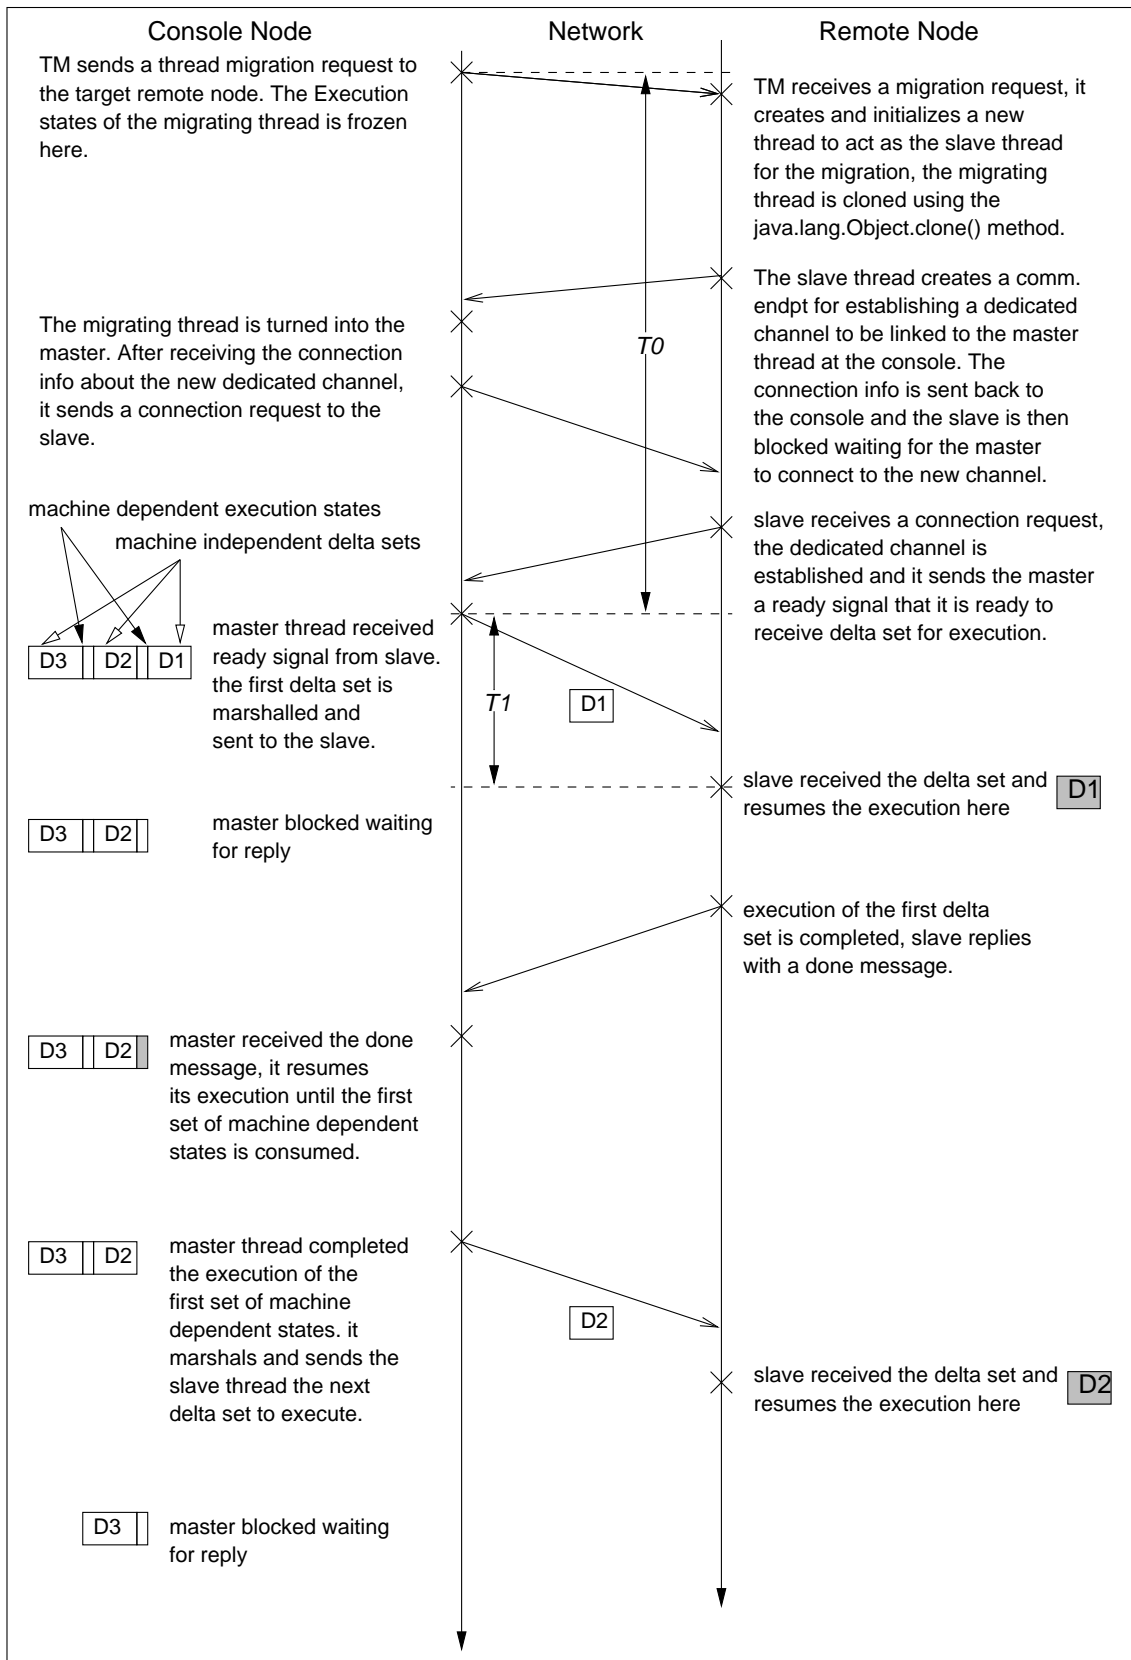 Console Node
Network
Remote Node
TM sends a thread migration request to
the target remote node. The Execution
states of the migrating thread is frozen
here.
TM receives a migration request, it
creates and initializes a new
thread to act as the slave thread
for the migration, the migrating
thread is cloned using the
java.lang.Object.clone() method.
The slave thread creates a comm.
endpt for establishing a dedicated
channel to be linked to the master
thread at the console. The
connection info is sent back to
the console and the slave is then
blocked waiting for the master
to connect to the new channel.
The migrating thread is turned into the
master. After receiving the connection
info about the new dedicated channel,
it sends a connection request to the
slave.
T0
machine dependent execution states
machine independent delta sets
slave receives a connection request,
the dedicated channel is
established and it sends the master
a ready signal that it is ready to
receive delta set for execution.
D3 D2 D1
master thread received
ready signal from slave.
the first delta set is
marshalled and
sent to the slave.
T1
D1
slave received the delta set and
resumes the execution here
D1
D3 D2
master blocked waiting
for reply
execution of the first delta
set is completed, slave replies
with a done message.
D3 D2
master received the done
message, it resumes
its execution until the first
set of machine dependent
states is consumed.
D3 D2
master thread completed
the execution of the
first set of machine
dependent states. it
marshals and sends the
slave thread the next
delta set to execute.
D2
slave received the delta set and
resumes the execution here
D2
D3
master blocked waiting
for reply